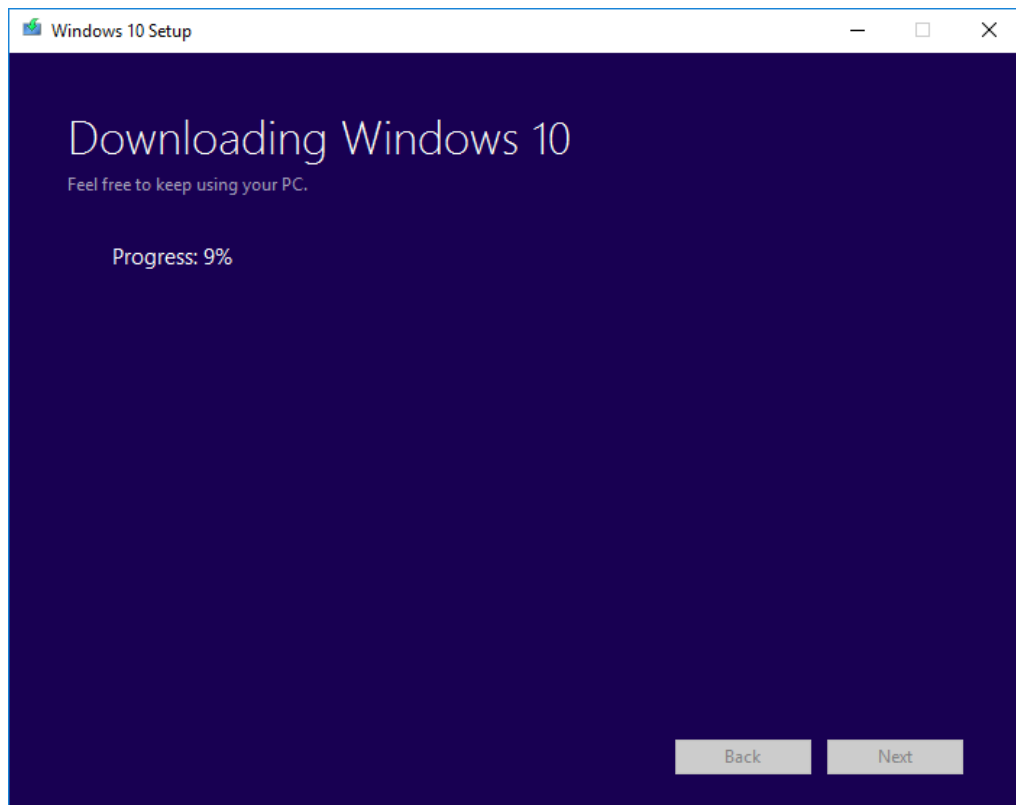 Windows 10 Setup
Downloading Windows 10
Feel free to keep using your PC.
Progress: 9%
Back
Next